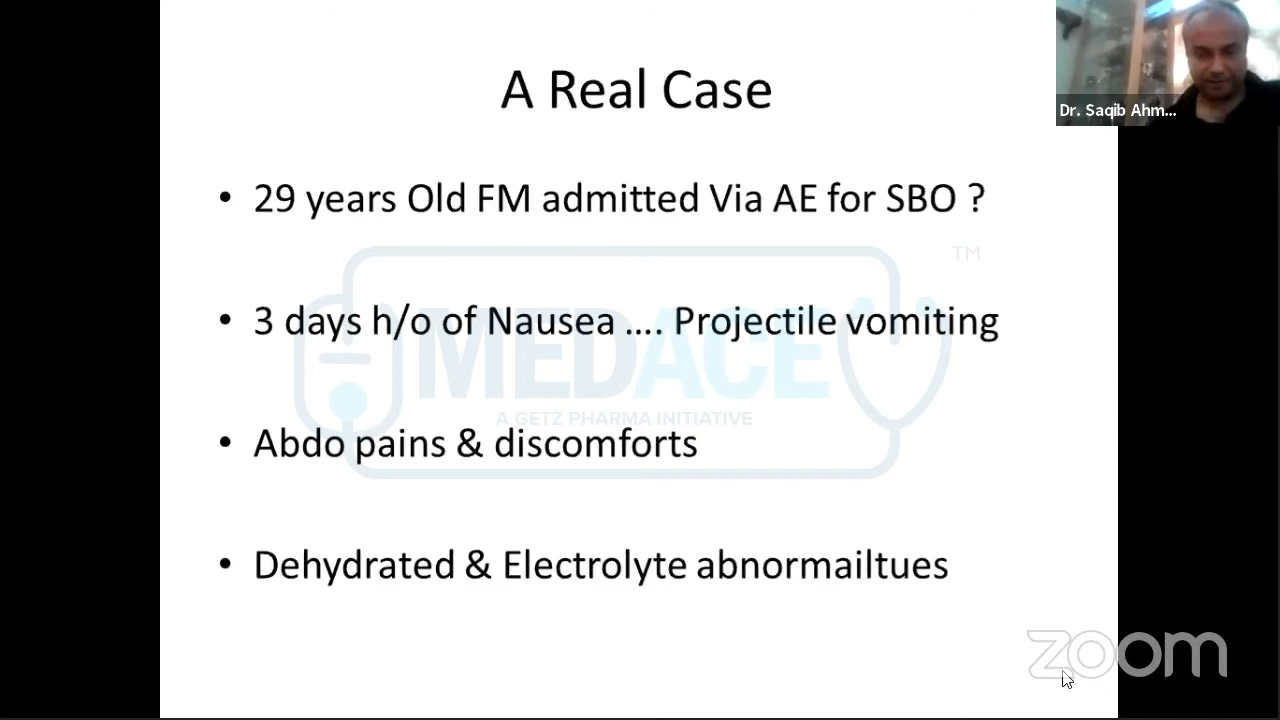 A Real Case
Dr. Saqib Ahm...
• 29 years Old FM admitted Via AE for SBO ?
TM
• 3 days h/o of Nausea .... Projectile vomiting
MEDACE
A GETZ PHARMA INITIATIVE
• Abdo pains & discomforts
• Dehydrated & Electrolyte abnormailtues
zoom